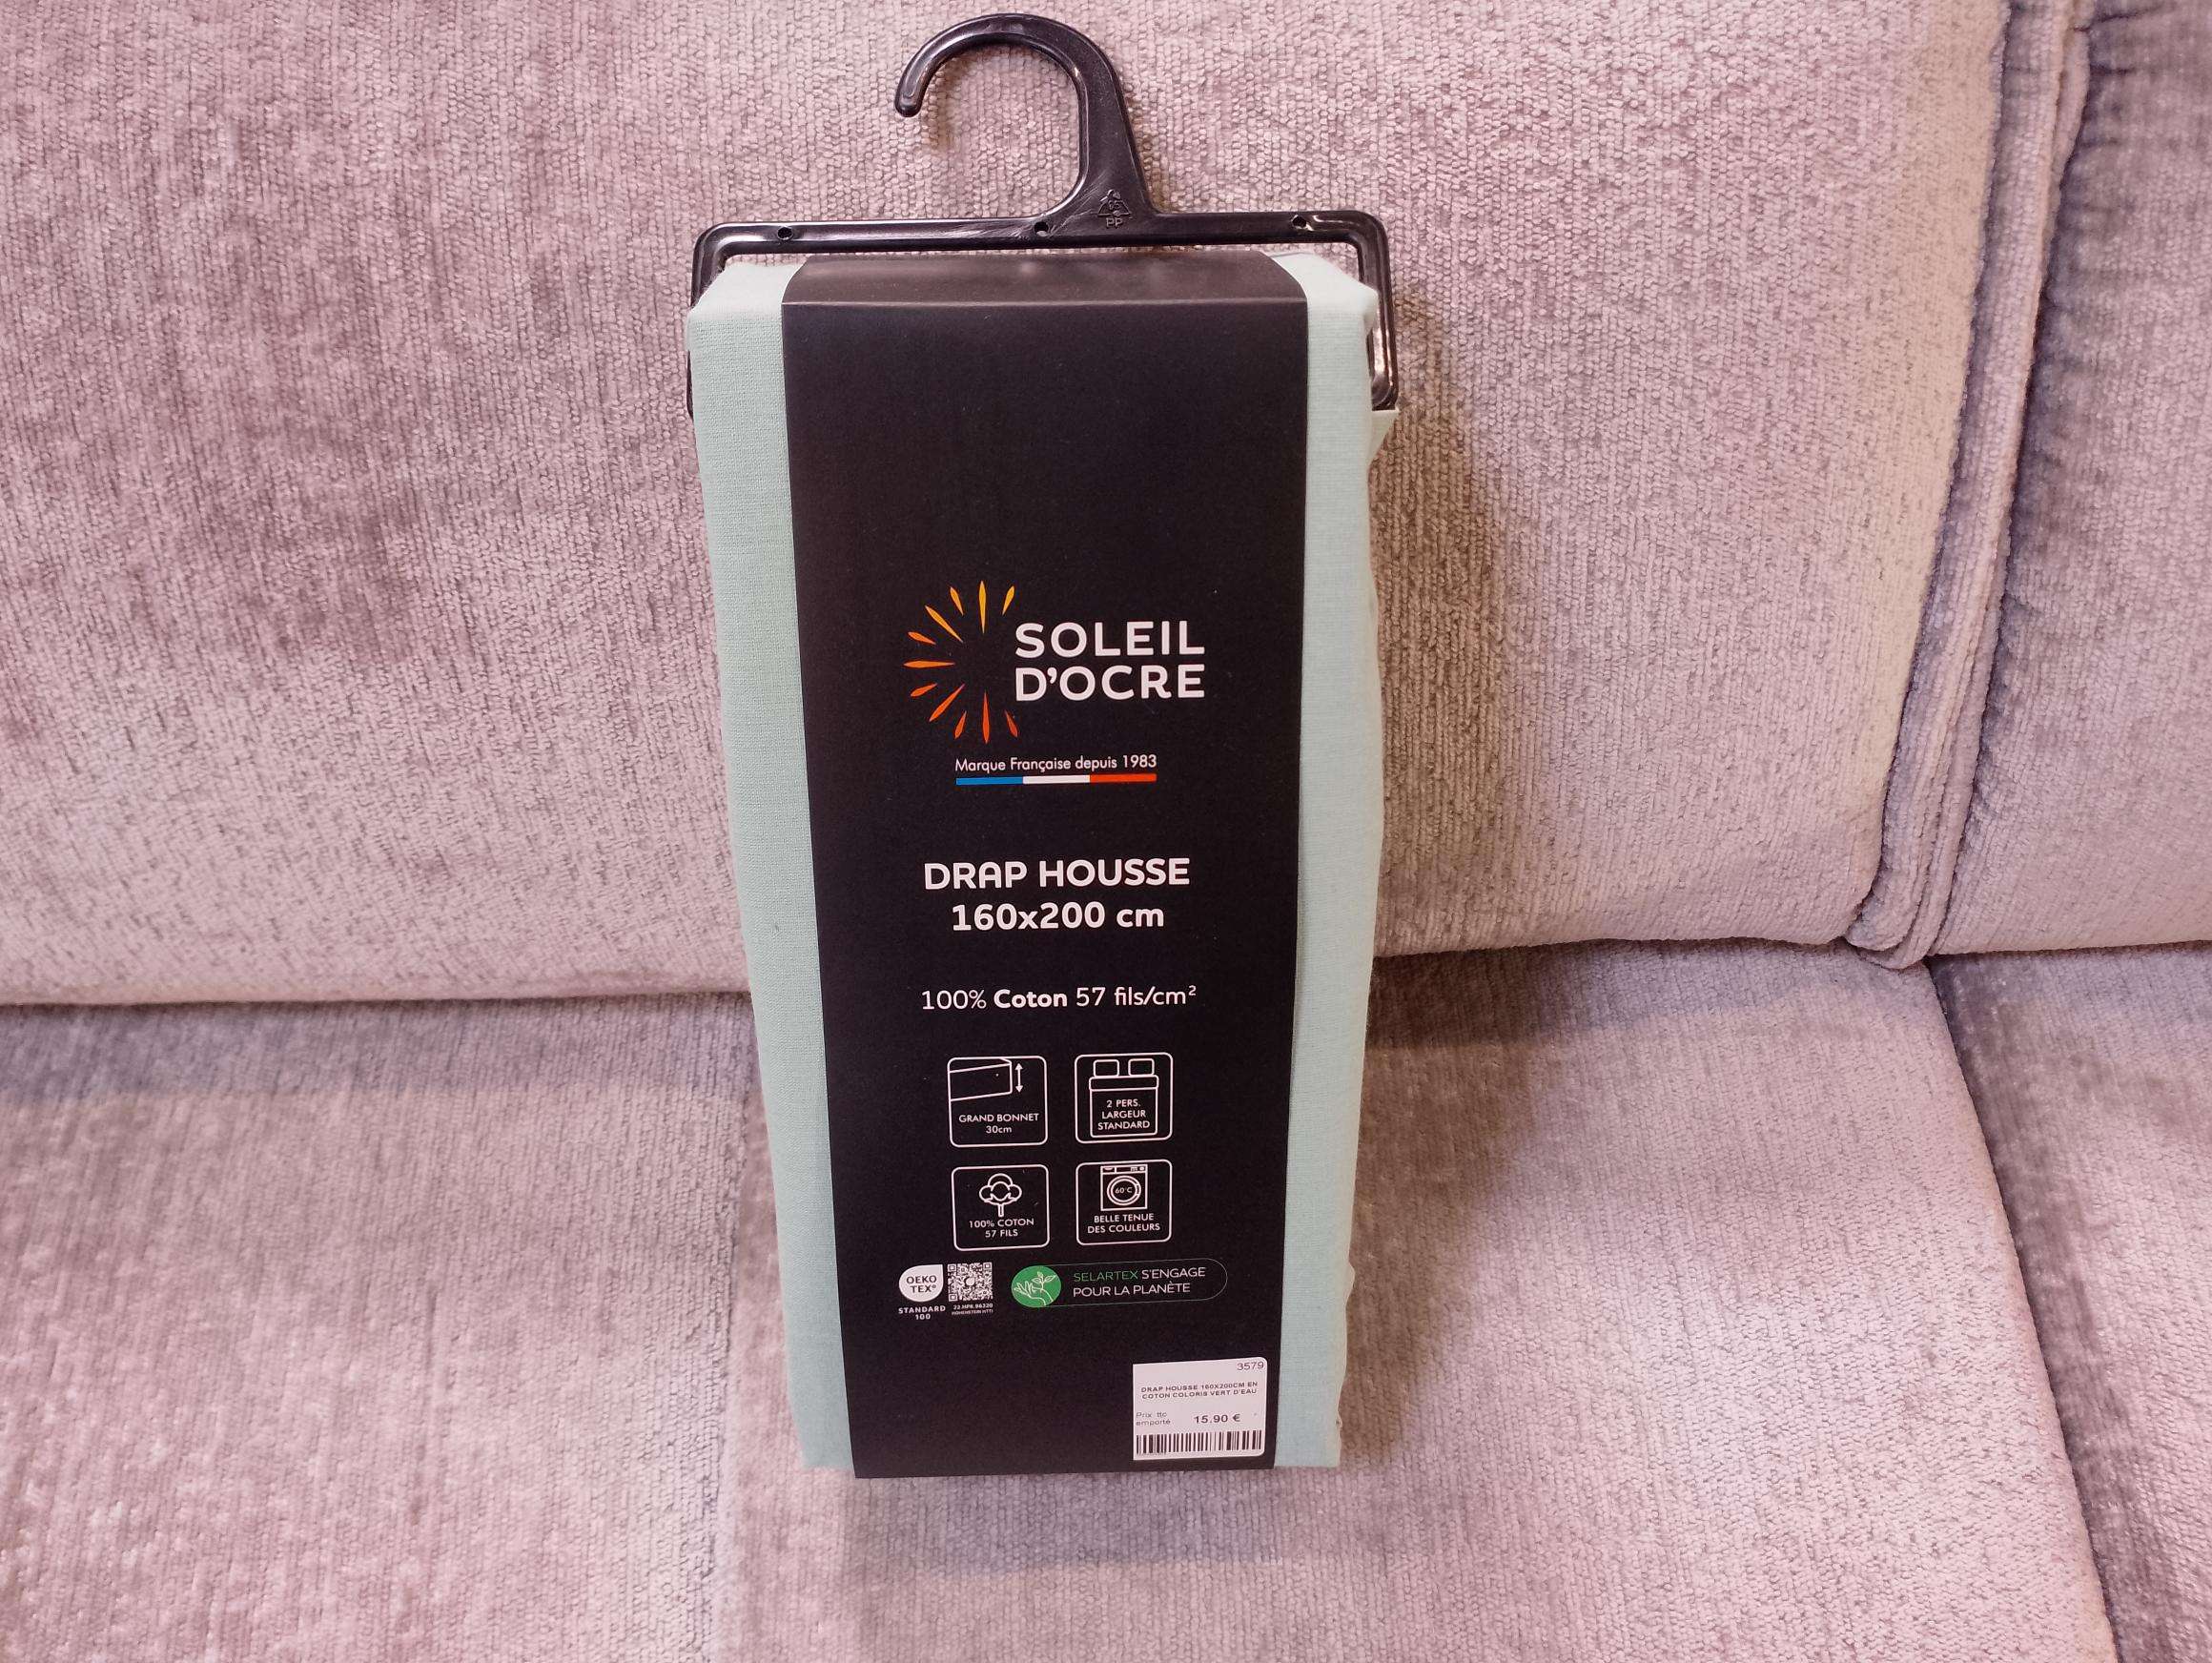 PP
SOLEIL
D'OCRE
Marque Française depuis 1983
DRAP HOUSSE
160x200 cm
100% Coton 57 fils/cm²
GRAND BONNET
30cm
2 PERS.
LARGEUR
STANDARD
100% COTON
57 FILS
60°C
BELLE TENUE
DES COULEURS
OEKO
TEX®
STANDARD
100
SELARTEX S'ENGAGE
POUR LA PLANÈTE
3579
DRAP HOUSSE 160X200CM EN
COTON COLORIS VERT D'EAU
Prix ttc
emporté
15.90 €